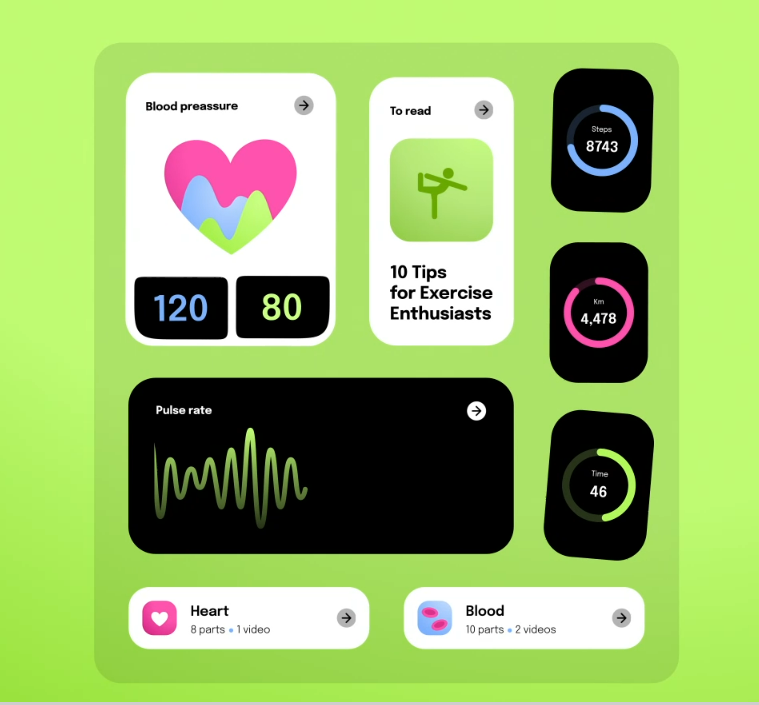 Blood preassure
120
80
To read
10 Tips
for Exercise
Enthusiasts
Steps
8743
Km
4,478
Time
46
Pulse rate
Heart
8 parts • 1 video
Blood
10 parts • 2 videos